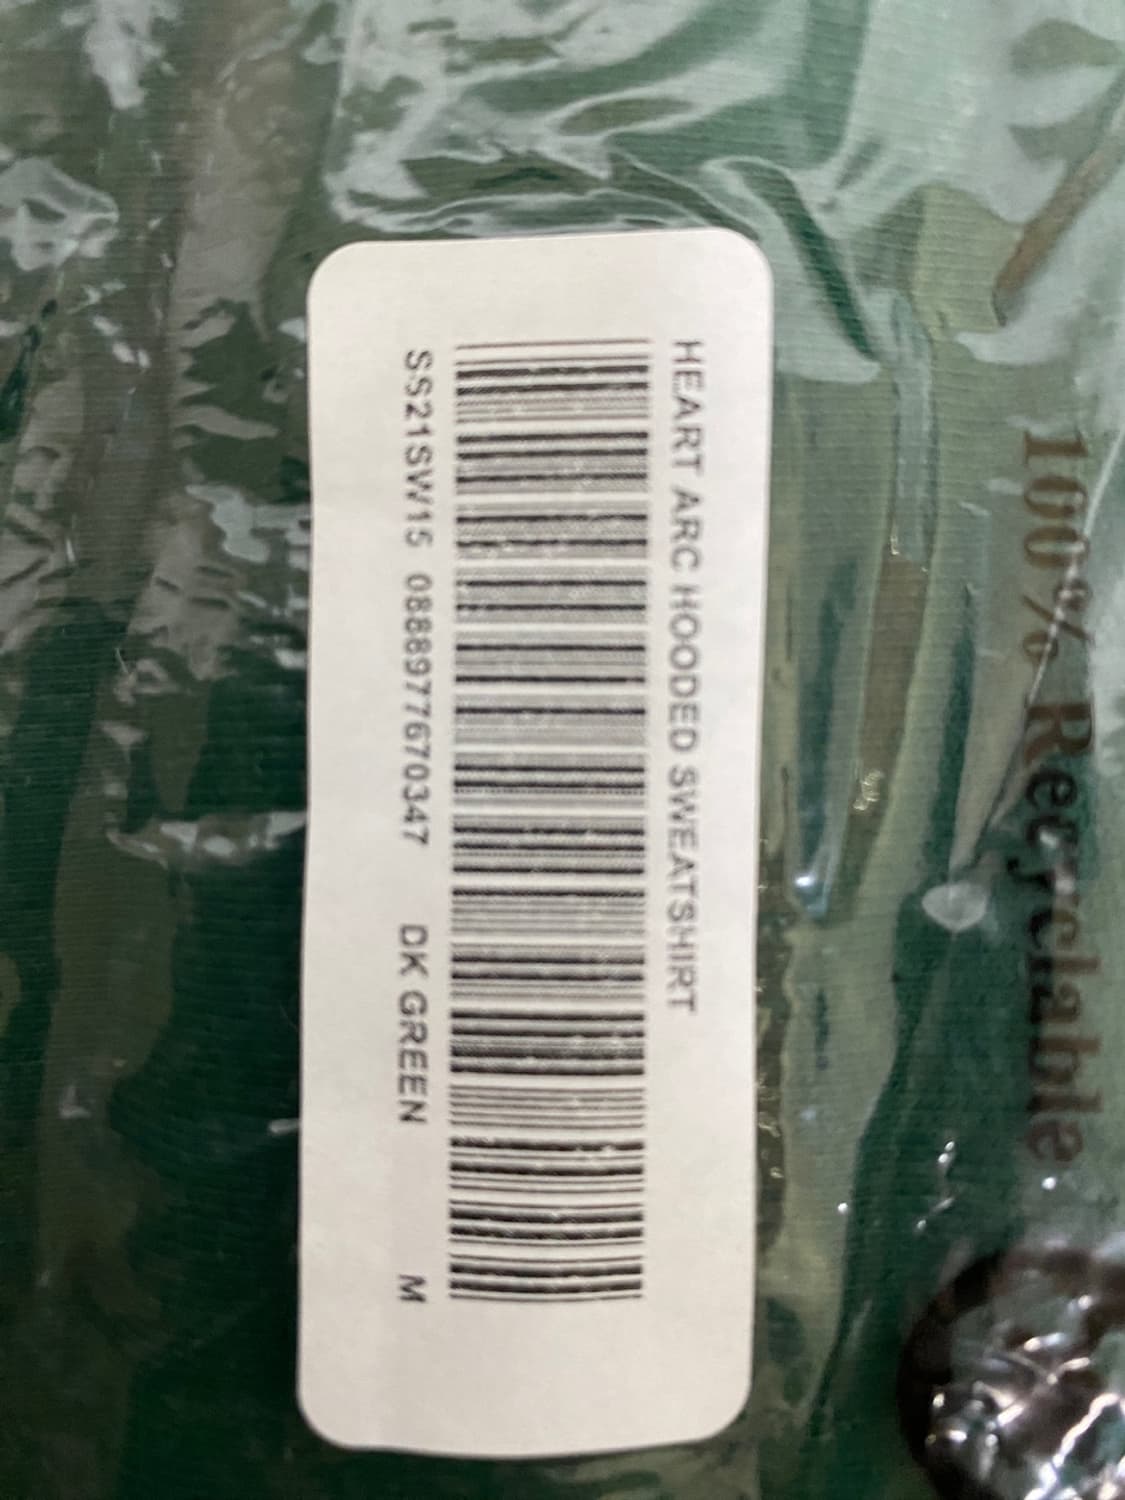 100% Recyclable
HEART ARC HOODED SWEATSHIRT
SS21SW15 0888977670347 DK GREEN M